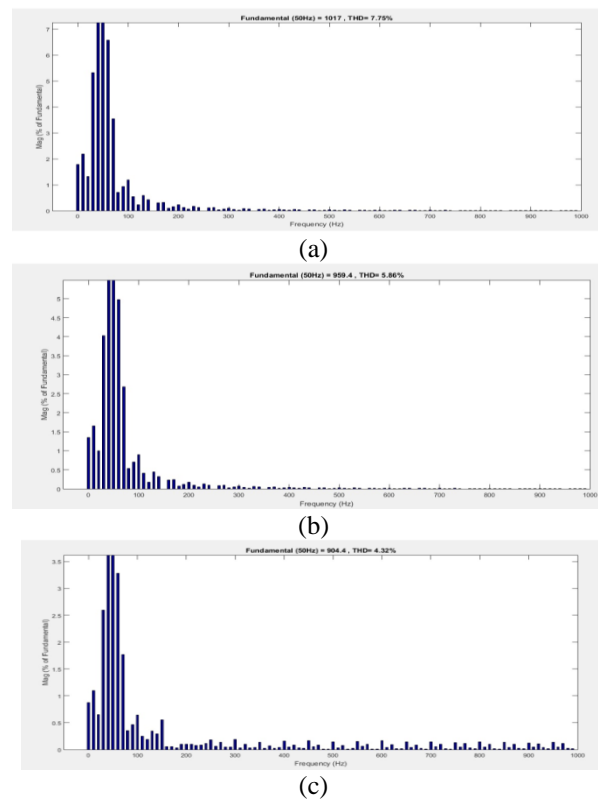 Fundamental (50Hz) = 1017 , THD= 7.75%
7
6
5
4
3
2
1
0
Mag (% of Fundamental)
0 100 200 300 400 500 600 700 800 900 1000
Frequency (Hz)
(a)
Fundamental (50Hz) = 959.4 , THD= 5.86%
5
4.5
4
3.5
3
2.5
2
1.5
1
0.5
0
Mag (% of Fundamental)
0 100 200 300 400 500 600 700 800 900 1000
Frequency (Hz)
(b)
Fundamental (50Hz) = 904.4 , THD= 4.32%
3.5
3
2.5
2
1.5
1
0.5
0
Mag (% of Fundamental)
0 100 200 300 400 500 600 700 800 900 1000
Frequency (Hz)
(c)